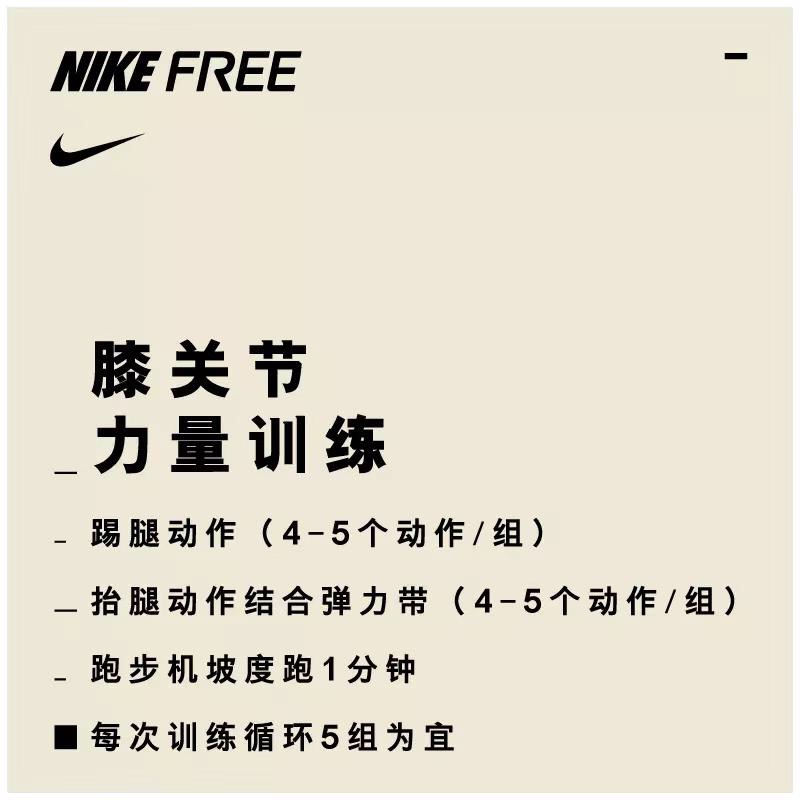 NIKE FREE
膝关节
力量训练
踢腿动作（4-5个动作/组）
抬腿动作结合弹力带（4-5个动作/组）
跑步机坡度跑1分钟
每次训练循环5组为宜